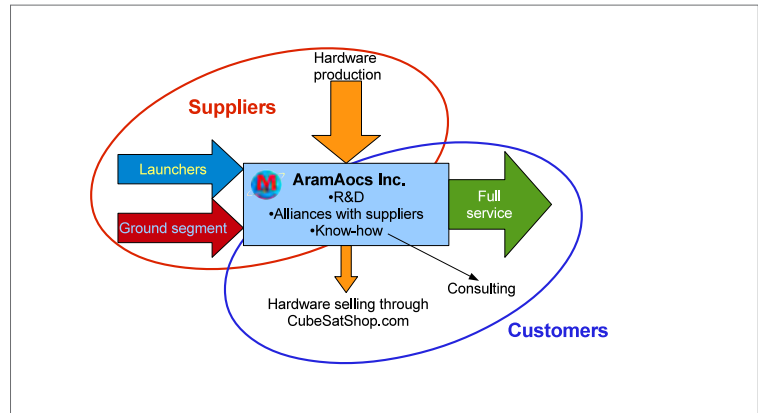 Hardware
production
Suppliers
Launchers
M
AramAocs Inc.
•R&D
•Alliances with suppliers
•Know-how
Full
service
Ground segment
Consulting
Hardware selling through
CubeSatShop.com
Customers